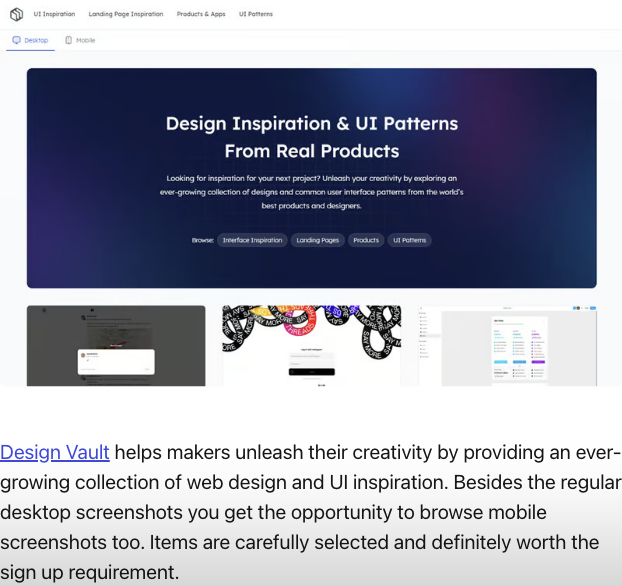 UI Inspiration Landing Page Inspiration Products & Apps UI Patterns
Desktop Mobile
Design Inspiration & UI Patterns
From Real Products
Looking for inspiration for your next project? Unleash your creativity by exploring an
ever-growing collection of designs and common user interface patterns from the world's
best products and designers.
Browse: Interface Inspiration Landing Pages Products UI Patterns
Design Vault helps makers unleash their creativity by providing an ever-
growing collection of web design and UI inspiration. Besides the regular
desktop screenshots you get the opportunity to browse mobile
screenshots too. Items are carefully selected and definitely worth the
sign up requirement.